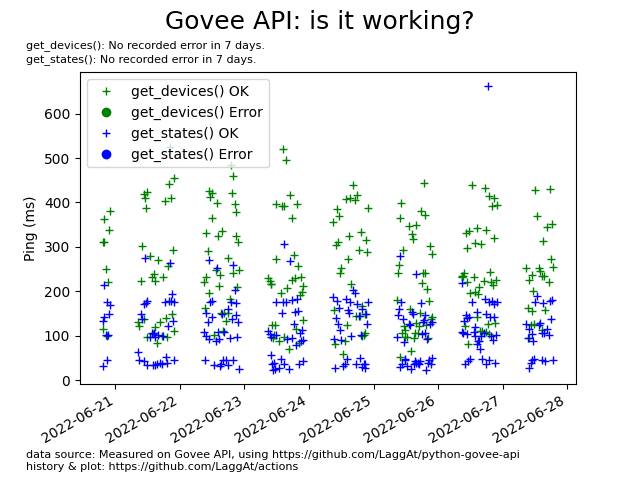 Govee API: is it working?
get_devices(): No recorded error in 7 days.
get_states(): No recorded error in 7 days.
get_devices() OK
get_devices() Error
get_states() OK
get_states() Error
Ping (ms)
600
500
400
300
200
100
0
2022-06-21
2022-06-22
2022-06-23
2022-06-24
2022-06-25
2022-06-26
2022-06-27
2022-06-28
data source: Measured on Govee API, using https://github.com/LaggAt/python-govee-api
history & plot: https://github.com/LaggAt/actions